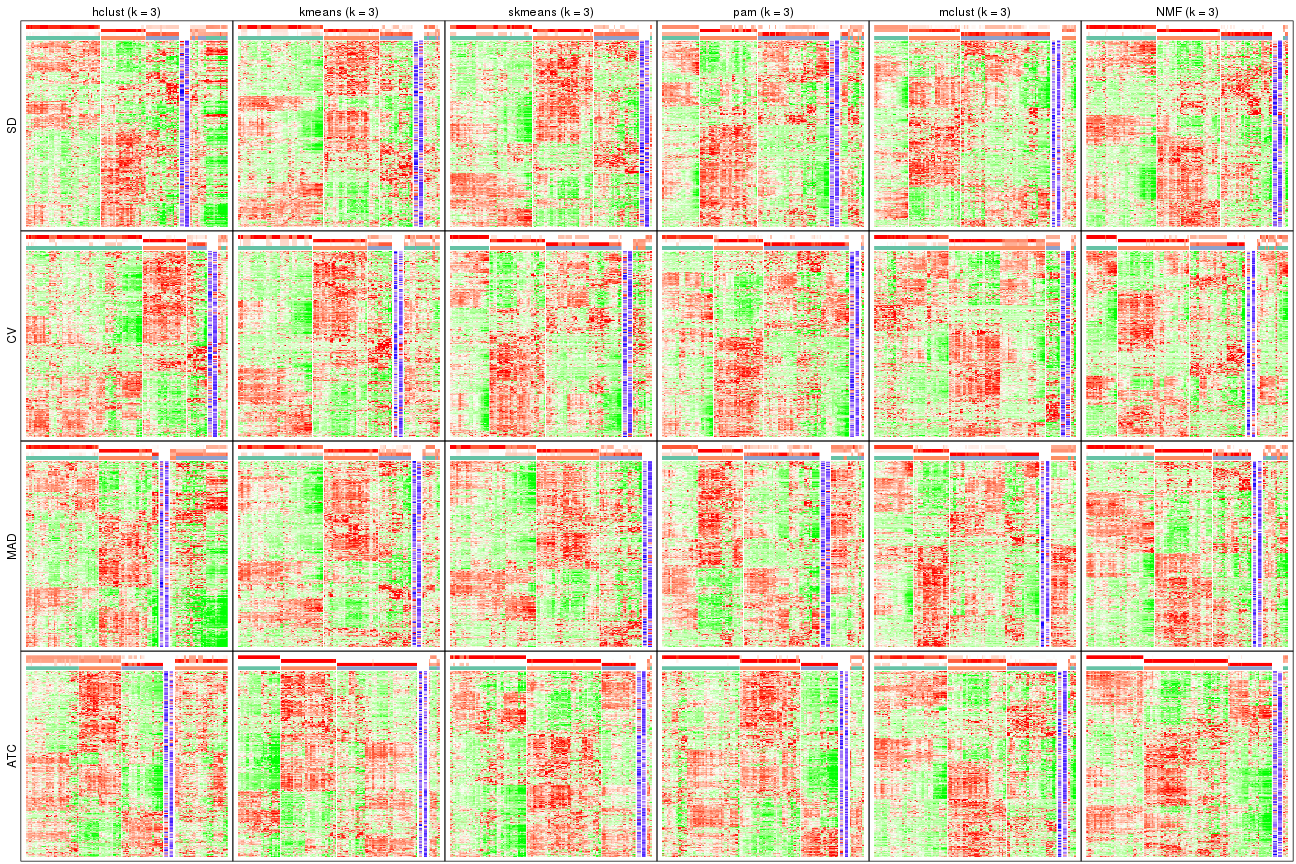 hclust (k = 3)
kmeans (k = 3)
skmeans (k = 3)
pam (k = 3)
mclust (k = 3)
NMF (k = 3)
SD
CV
MAD
ATC